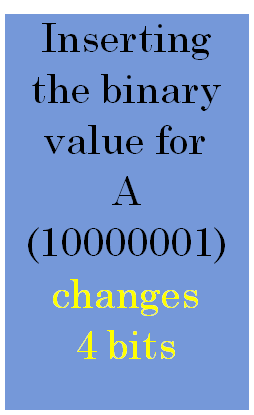 Inserting
the binary
value for
A
(10000001)
changes
4 bits